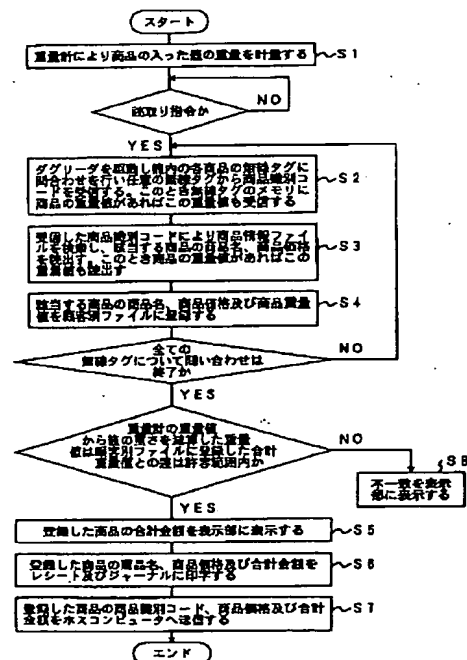 スタート
重量計により商品の入った籠の重量を計量する
S1
読取り指令か
NO
YES
タグリーダを駆動し籠内の各商品の無線タグに
問合わせを行い任意の無線タグから商品識別コ
ードを受信する。このとき無線タグのメモリに
商品の重量値があればこの重量値も受信する
S2
受信した商品識別コードにより商品情報ファイ
ルを検索し、該当する商品の商品名、商品価格
を読出す。このとき商品の重量値があればこの
重量値も読出す
S3
該当する商品の商品名、商品価格及び商品重量
値を顧客別ファイルに登録する
S4
全ての
無線タグについて問い合わせは
終了か
NO
YES
重量計の重量値
から籠の重さを減算した重量
値は顧客別ファイルに登録した合計
重量値との差は許容範囲内か
NO
S8
不一致を表示
部に表示する
YES
登録した商品の合計金額を表示部に表示する
S5
登録した商品の商品名、商品価格及び合計金額を
レシート及びジャーナルに印字する
S6
登録した商品の商品識別コード、商品価格及び合計
金額をホスコンピュータへ送信する
S7
エンド